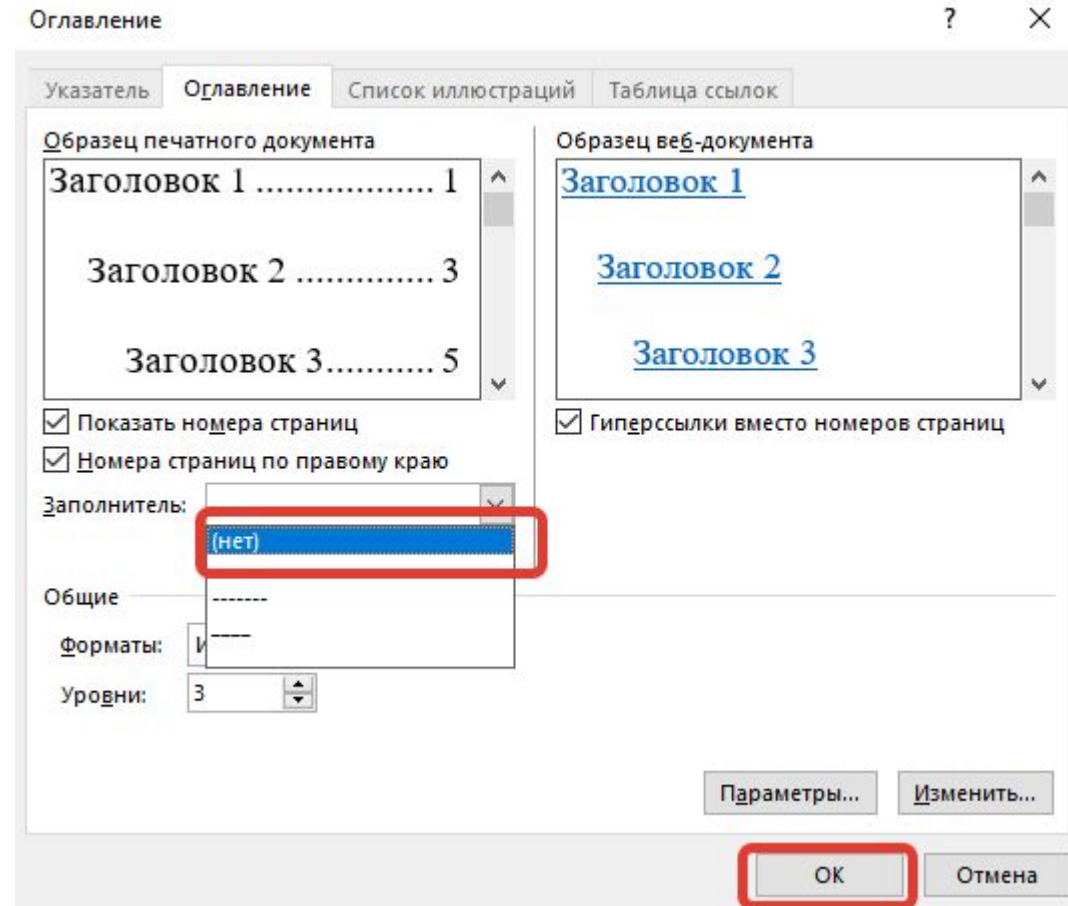 Оглавление ?
Указатель Оглавление Список иллюстраций Таблица ссылок
Образец печатного документа
Заголовок 1 .................. 1
Заголовок 2 .............. 3
Заголовок 3........... 5
Образец веб-документа
Заголовок 1
Заголовок 2
Заголовок 3
Показать номера страниц
Номера страниц по правому краю
Гиперссылки вместо номеров страниц
Заполнитель:
(нет)
-------
____
Общие
Форматы:
Уровни: 3
Параметры... Изменить...
ОК Отмена